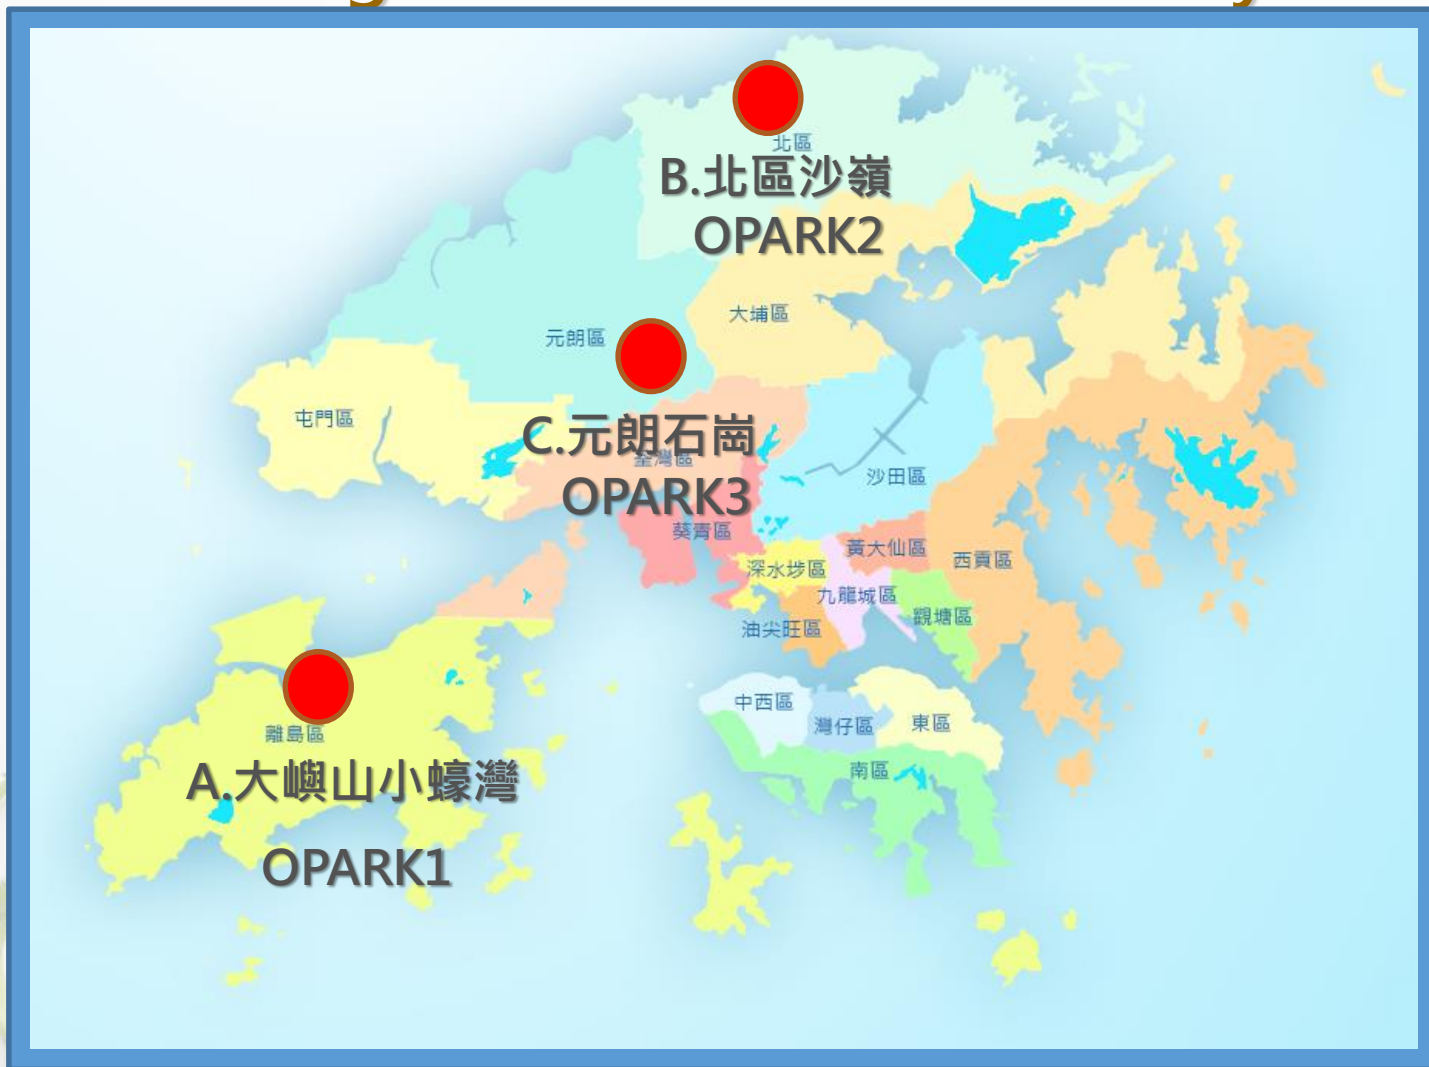 北區
B.北區沙嶺
OPARK2
大埔區
元朗區
屯門區
C.元朗石崗
荃灣區
OPARK3
沙田區
葵青區
黃大仙區
西貢區
深水埗區
九龍城區
觀塘區
油尖旺區
中西區
灣仔區
東區
離島區
南區
A.大嶼山小蠔灣
OPARK1